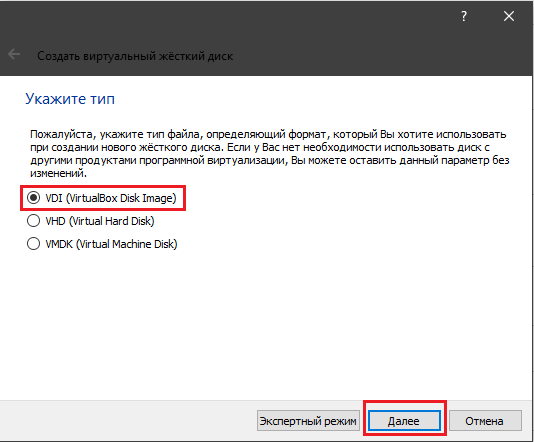 ?
Создать виртуальный жёсткий диск
Укажите тип
Пожалуйста, укажите тип файла, определяющий формат, который Вы хотите использовать
при создании нового жёсткого диска. Если у Вас нет необходимости использовать диск с
другими продуктами программной виртуализации, Вы можете оставить данный параметр без
изменений.
VDI (VirtualBox Disk Image)
VHD (Virtual Hard Disk)
VMDK (Virtual Machine Disk)
Экспертный режим Далее Отмена